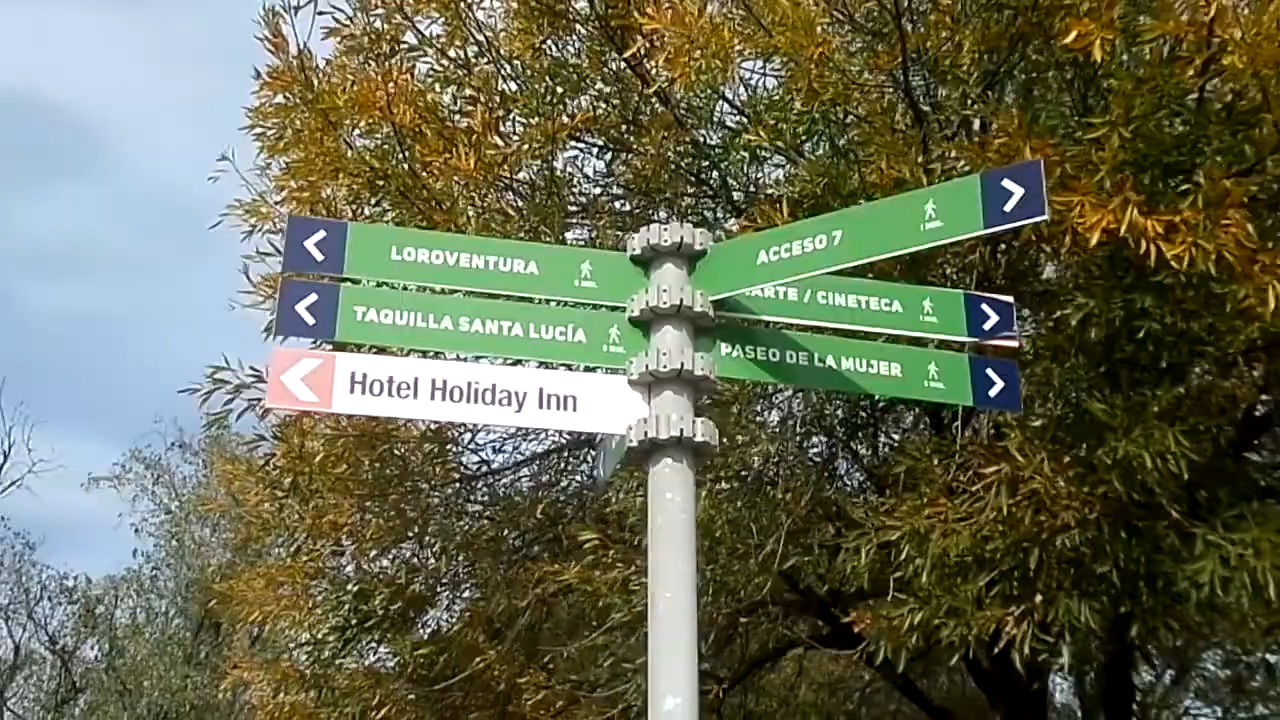 LOROVENTURA
TAQUILLA SANTA LUCÍA
Hotel Holiday Inn
ACCESO 7
ARTE / CINETECA
PASEO DE LA MUJER